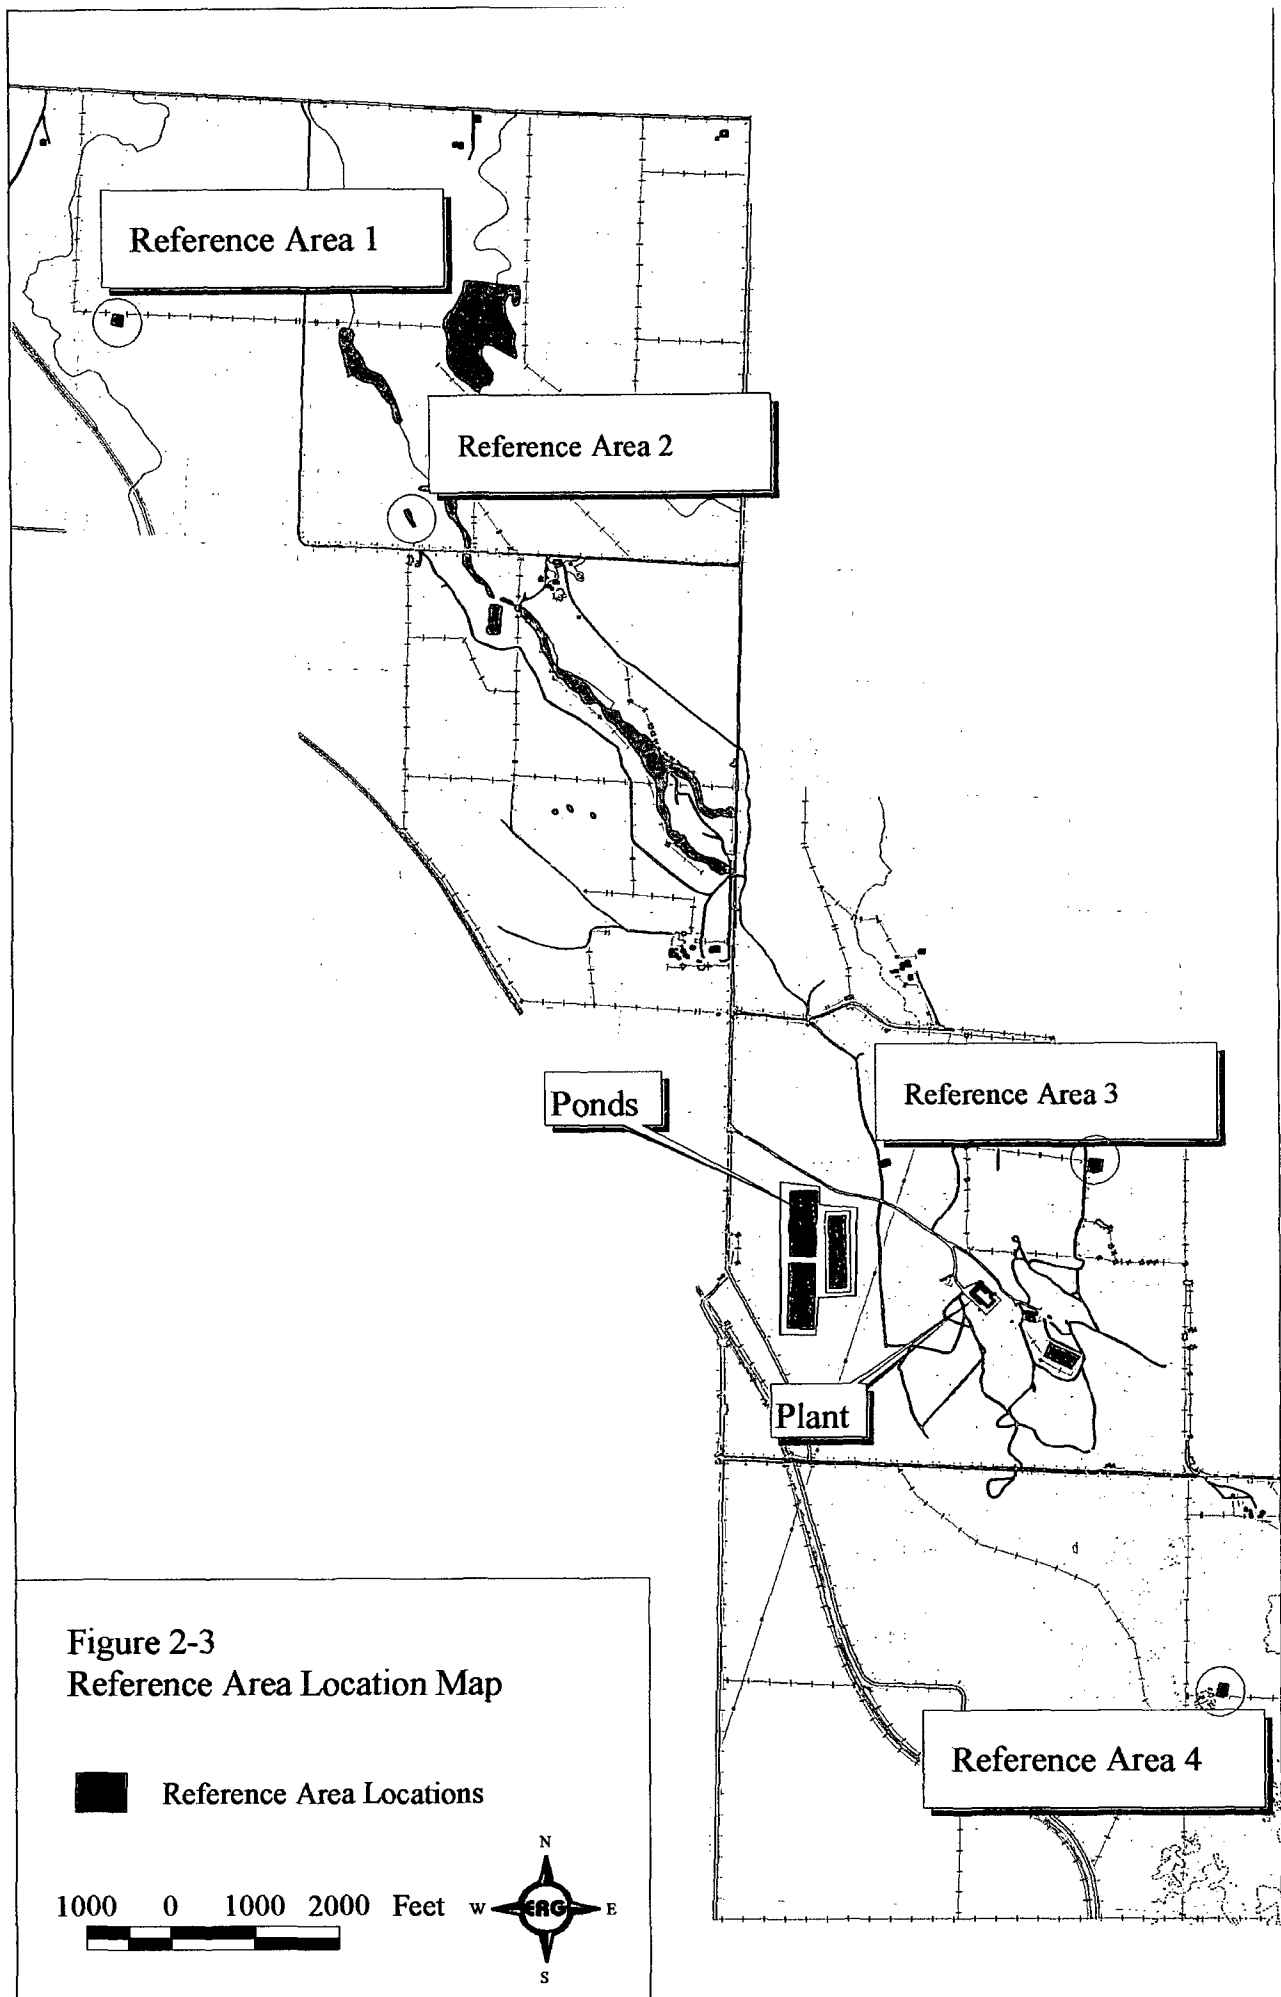 Reference Area 1
Reference Area 2
Reference Area 3
Ponds
Plant
Reference Area 4
Figure 2-3
Reference Area Location Map
Reference Area Locations
1000 0 1000 2000 Feet
N
W ERG E
S